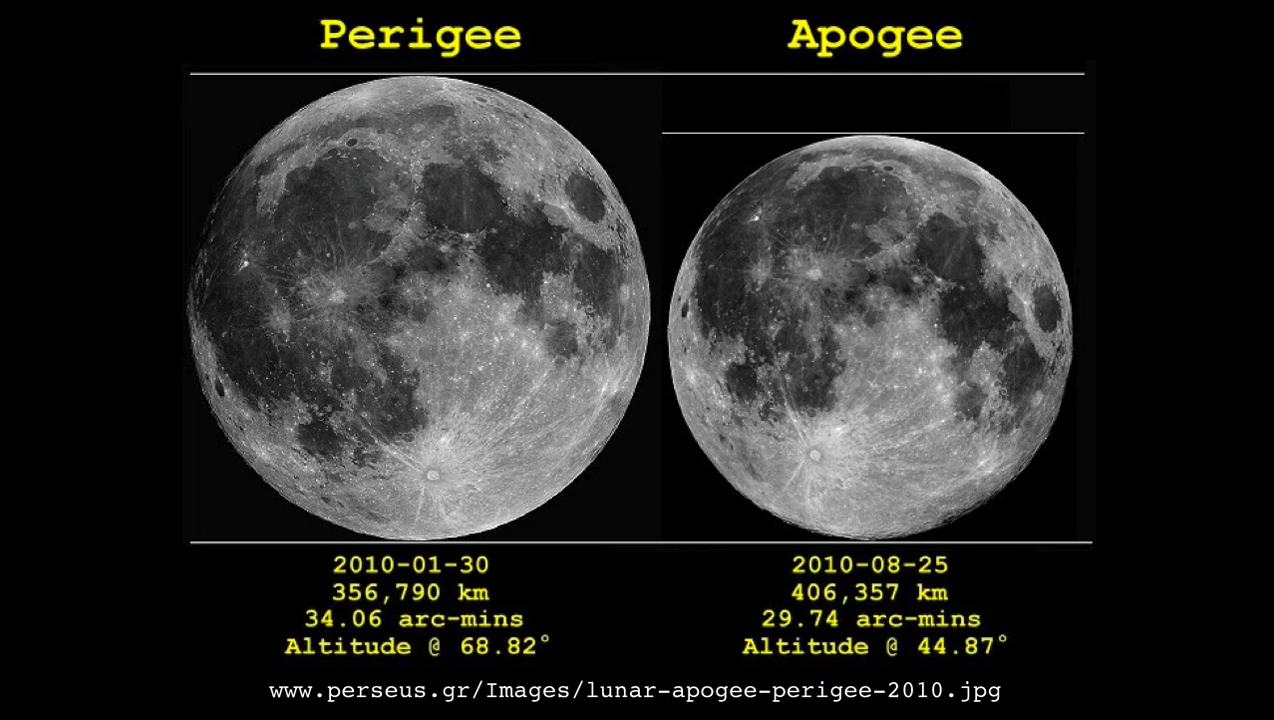 Perigee
Apogee
2010-01-30
356,790 km
34.06 arc-mins
Altitude @ 68.82°
2010-08-25
406,357 km
29.74 arc-mins
Altitude @ 44.87°
www.perseus.gr/Images/lunar-apogee-perigee-2010.jpg